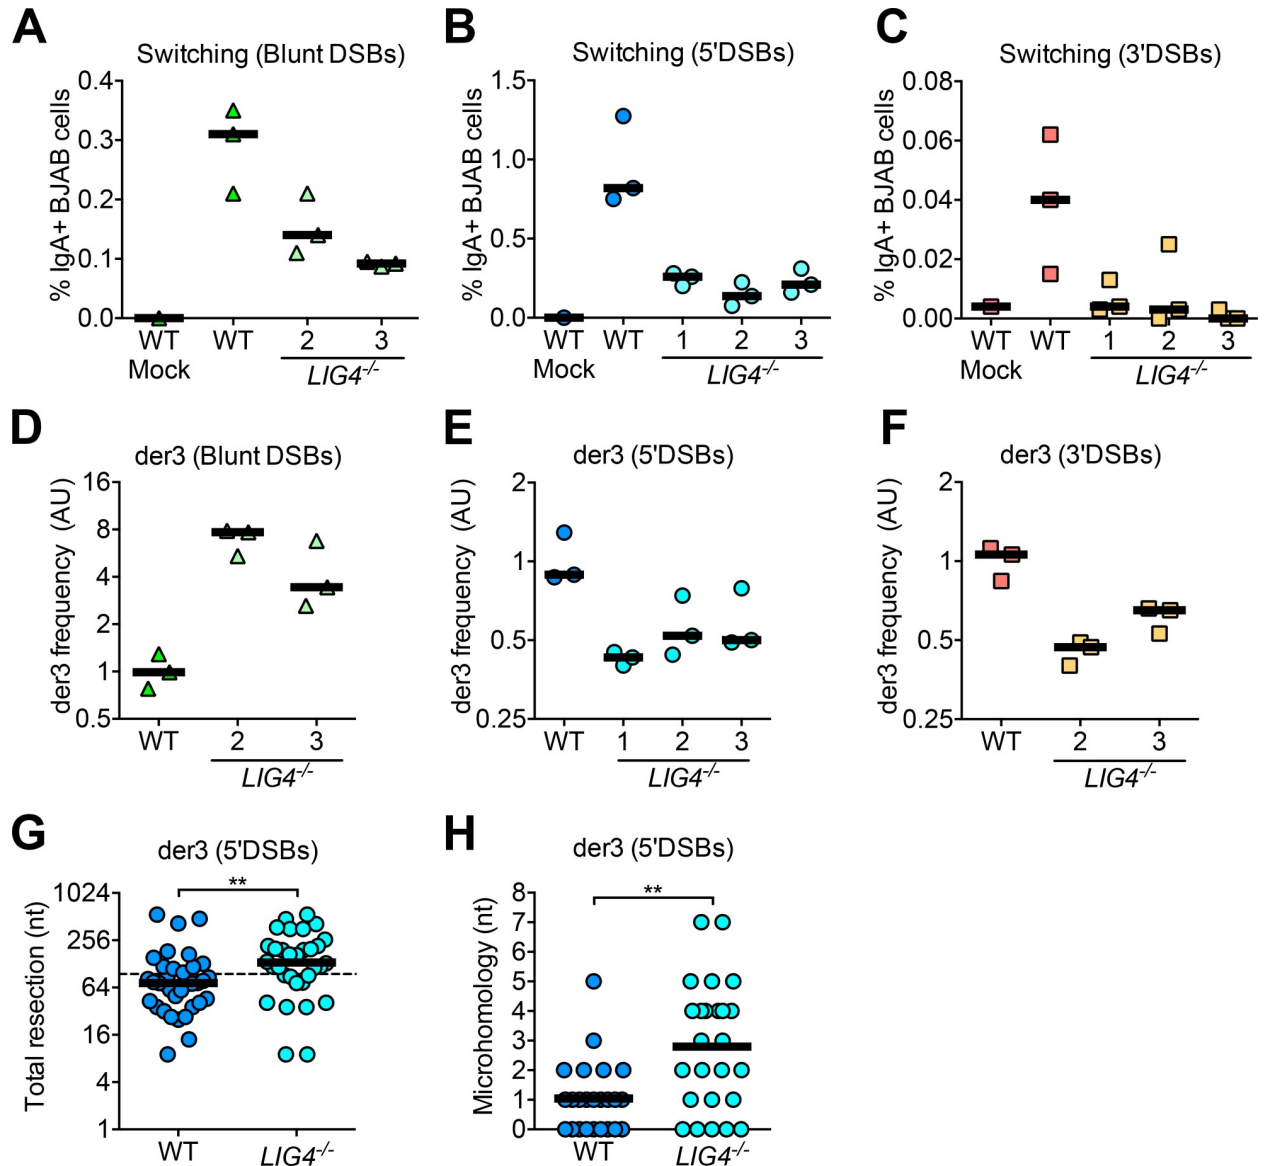 A
Switching (Blunt DSBs)
% IgA+ BJAB cells
0.4
0.3
0.2
0.1
0.0
WT WT 2 3
Mock LIG4-/-
B
Switching (5'DSBs)
% IgA+ BJAB cells
1.5
1.0
0.5
0.0
WT WT 1 2 3
Mock LIG4-/-
C
Switching (3'DSBs)
% IgA+ BJAB cells
0.08
0.06
0.04
0.02
0.00
WT WT 1 2 3
Mock LIG4-/-
D
der3 (Blunt DSBs)
der3 frequency (AU)
16
8
4
2
1
0.5
WT 2 3
LIG4-/-
E
der3 (5'DSBs)
der3 frequency (AU)
2
1
0.5
0.25
WT 1 2 3
LIG4-/-
F
der3 (3'DSBs)
der3 frequency (AU)
2
1
0.5
0.25
WT 2 3
LIG4-/-
G
der3 (5'DSBs)
Total resection (nt)
**
1024
256
64
16
4
1
WT LIG4-/-
H
der3 (5'DSBs)
Microhomology (nt)
**
8
7
6
5
4
3
2
1
0
WT LIG4-/-